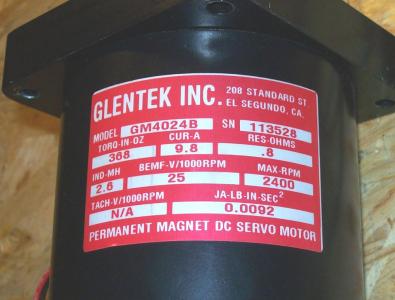 GLENTEK INC. 208 STANDARD ST.
EL SEGUNDO, CA.
MODEL GM4024B SN 113528
TORQ-IN-OZ CUR-A RES-OHMS
368 9.8 .8
IND-MH BEMF-V/1000RPM MAX-RPM
2.6 25 2400
TACH-V/1000RPM JA-LB-IN-SEC²
N/A 0.0092
PERMANENT MAGNET DC SERVO MOTOR